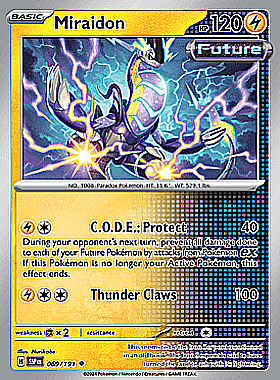 BASIC
Miraidon
HP 120
Future
NO. 1008 Paradox Pokémon HT: 11'6" WT: 529.1 lbs.
C.O.D.E.: Protect 40
During your opponent's next turn, prevent all damage done
to each of your Future Pokémon by attacks from Pokémon ex.
If this Pokémon is no longer your Active Pokémon, this effect
ends.
Thunder Claws 100
weakness ×2 resistance
©2024 Pokémon / Nintendo / Creatures / GAME FREAK